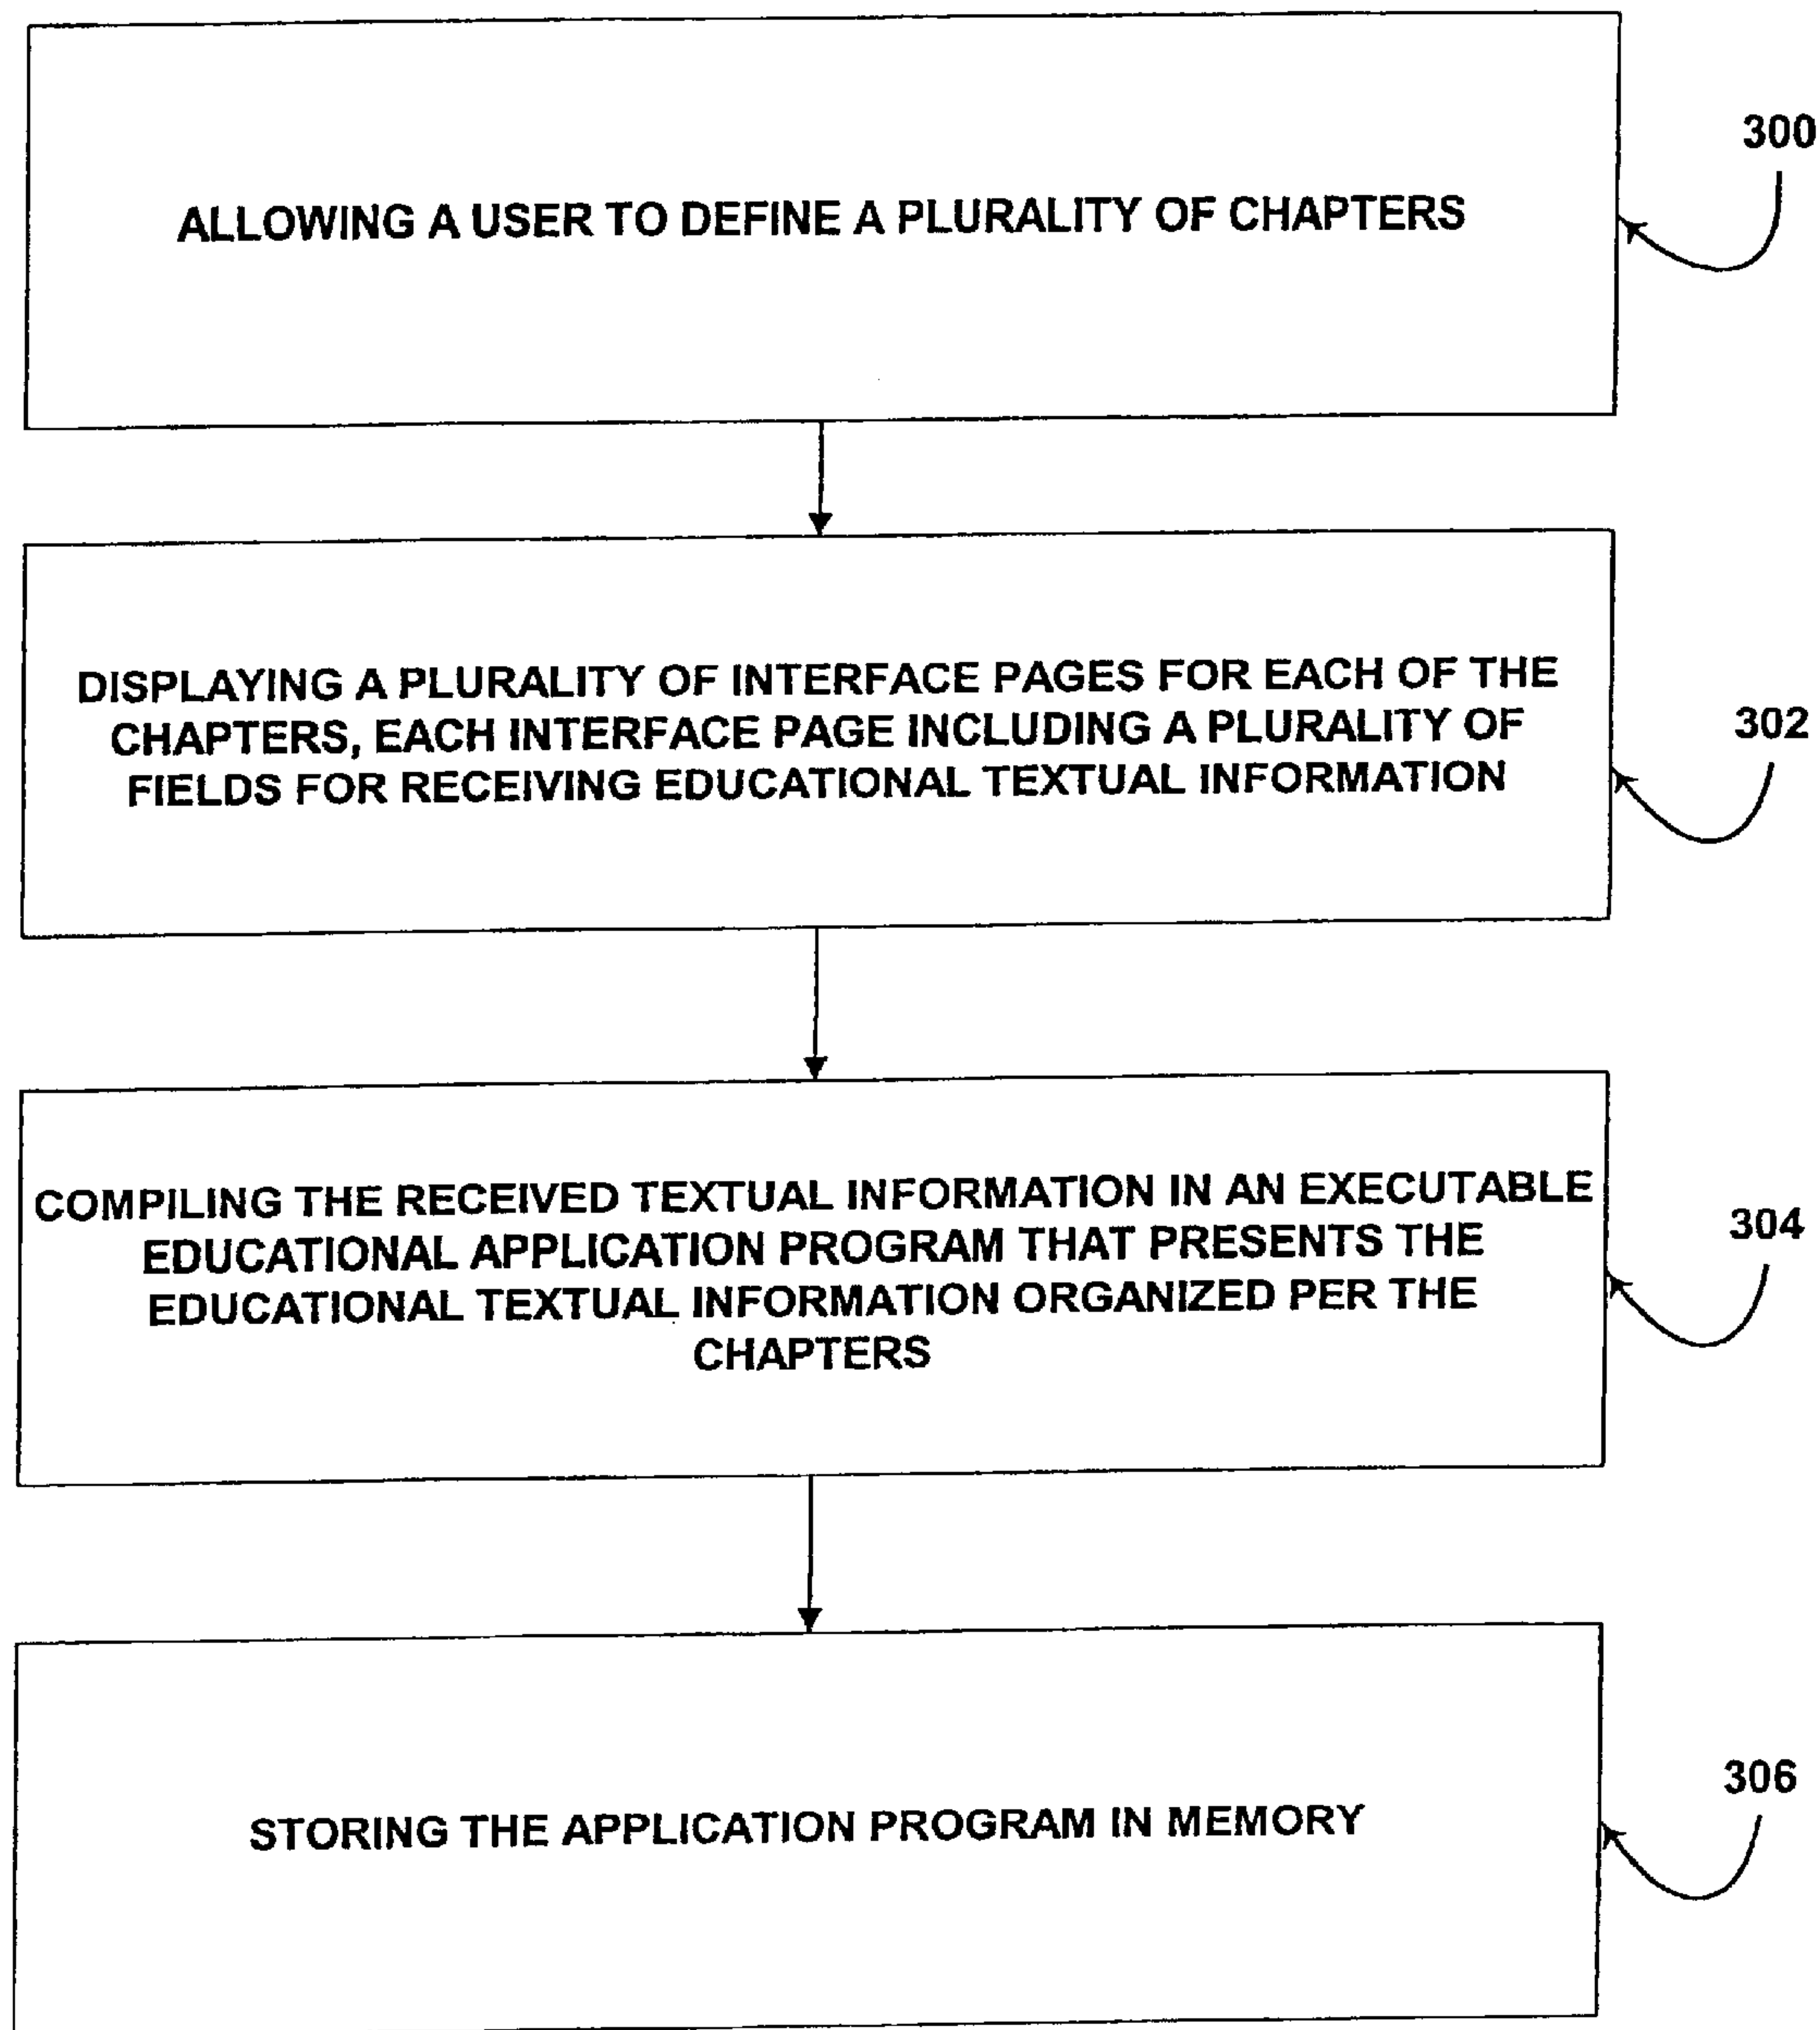 ALLOWING A USER TO DEFINE A PLURALITY OF CHAPTERS
300
DISPLAYING A PLURALITY OF INTERFACE PAGES FOR EACH OF THE
CHAPTERS, EACH INTERFACE PAGE INCLUDING A PLURALITY OF
FIELDS FOR RECEIVING EDUCATIONAL TEXTUAL INFORMATION
302
COMPILING THE RECEIVED TEXTUAL INFORMATION IN AN EXECUTABLE
EDUCATIONAL APPLICATION PROGRAM THAT PRESENTS THE
EDUCATIONAL TEXTUAL INFORMATION ORGANIZED PER THE
CHAPTERS
304
STORING THE APPLICATION PROGRAM IN MEMORY
306